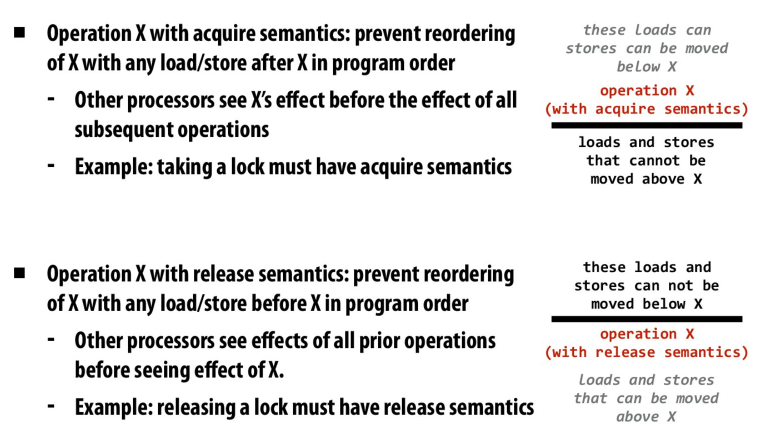 ■ Operation X with acquire semantics: prevent reordering
of X with any load/store after X in program order
- Other processors see X's effect before the effect of all
subsequent operations
- Example: taking a lock must have acquire semantics
these loads can
stores can be moved
below X
operation X
(with acquire semantics)
loads and stores
that cannot be
moved above X
■ Operation X with release semantics: prevent reordering
of X with any load/store before X in program order
- Other processors see effects of all prior operations
before seeing effect of X.
- Example: releasing a lock must have release semantics
these loads and
stores can not be
moved below X
operation X
(with release semantics)
loads and stores
that can be moved
above X